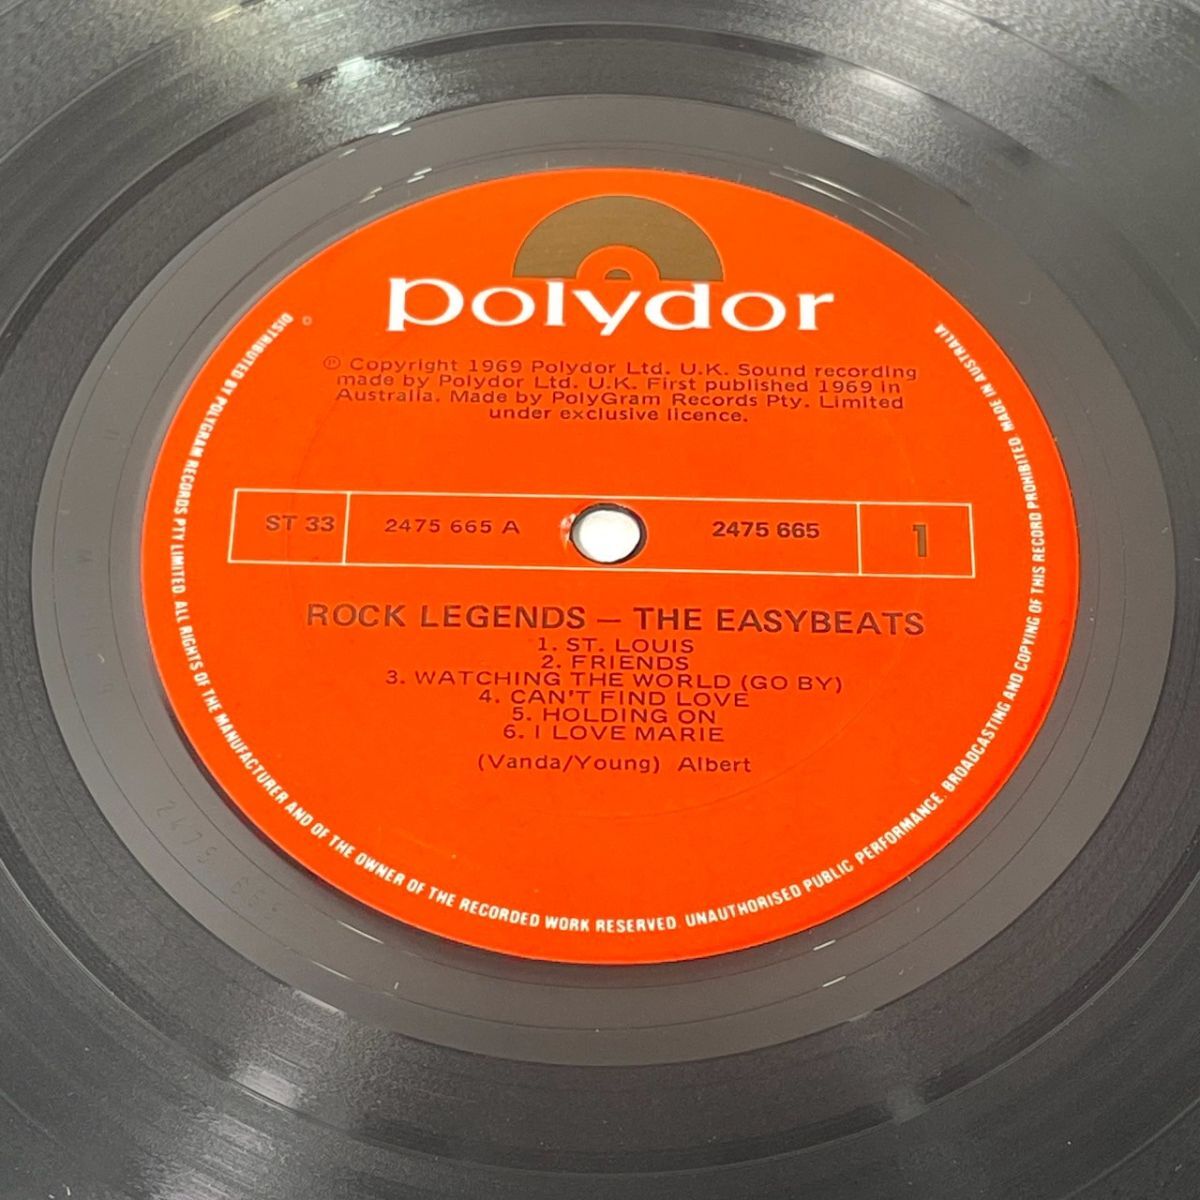 polydor
℗ Copyright 1969 Polydor Ltd. U.K. Sound recording
made by Polydor Ltd. U.K. First published 1969 in
Australia. Made by PolyGram Records Pty. Limited
under exclusive licence.
ST 33
2475 665 A
2475 665
1
ROCK LEGENDS – THE EASYBEATS
1. ST. LOUIS
2. FRIENDS
3. WATCHING THE WORLD (GO BY)
4. CAN'T FIND LOVE
5. HOLDING ON
6. I LOVE MARIE
(Vanda/Young) Albert
DISTRIBUTED BY POLYGRAM RECORDS PTY LIMITED. ALL RIGHTS OF THE MANUFACTURER AND OF THE OWNER OF THE RECORDED WORK RESERVED. UNAUTHORISED PUBLIC PERFORMANCE. BROADCASTING AND COPYING OF THIS RECORD PROHIBITED MADE IN AUSTRALIA.